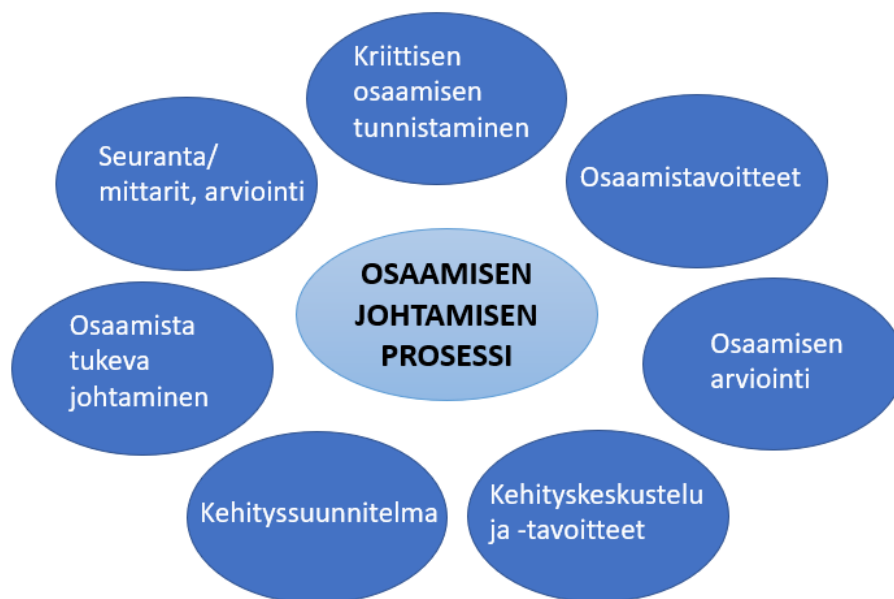 Kriittisen
osaamisen
tunnistaminen
Osaamistavoitteet
Osaamisen
arviointi
Kehityskeskustelu
ja -tavoitteet
Kehityssuunnitelma
Osaamista
tukeva
johtaminen
Seuranta/
mittarit, arviointi
OSAAMISEN
JOHTAMISEN
PROSESSI